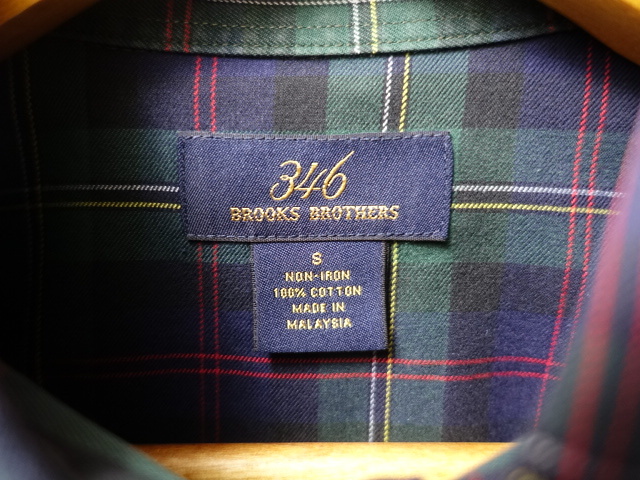 346
BROOKS BROTHERS
S
NON-IRON
100% COTTON
MADE IN
MALAYSIA